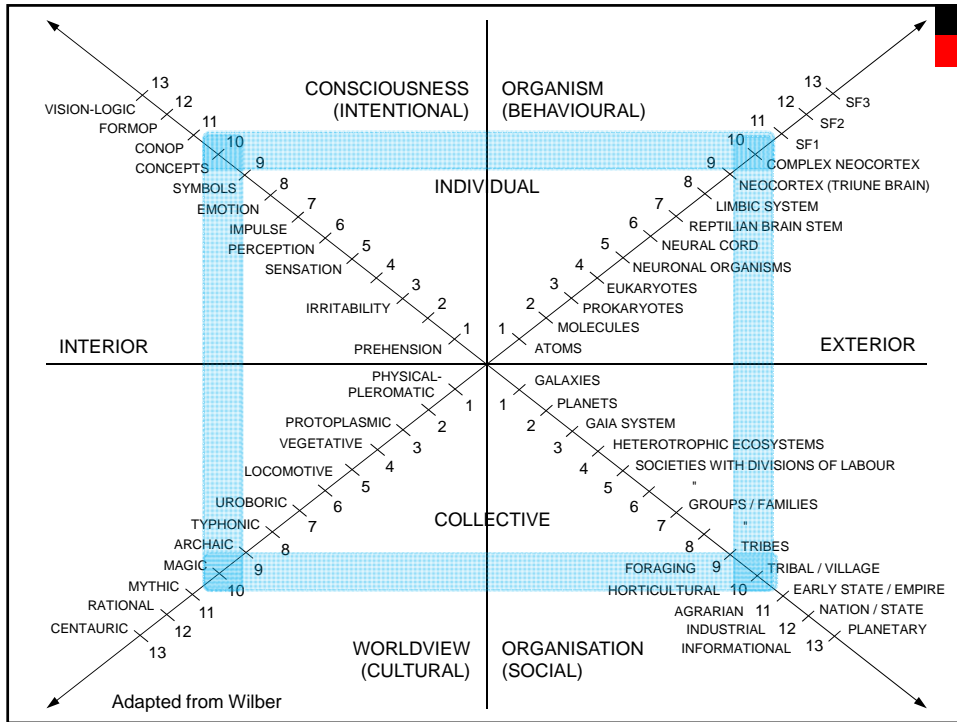 CONSCIOUSNESS
(INTENTIONAL)
ORGANISM
(BEHAVIOURAL)
13
VISION-LOGIC
12
FORMOP
11
CONOP
10
CONCEPTS
9
SYMBOLS
8
EMOTION
7
IMPULSE
6
PERCEPTION
5
SENSATION
4
3
IRRITABILITY
2
1
PREHENSION
INDIVIDUAL
13
SF3
12
SF2
11
SF1
10
COMPLEX NEOCORTEX
9
NEOCORTEX (TRIUNE BRAIN)
8
LIMBIC SYSTEM
7
REPTILIAN BRAIN STEM
6
NEURAL CORD
5
NEURONAL ORGANISMS
4
EUKARYOTES
3
PROKARYOTES
2
MOLECULES
1
ATOMS
INTERIOR
EXTERIOR
PHYSICAL-
PLEROMATIC
1
PROTOPLASMIC
2
VEGETATIVE
3
4
LOCOMOTIVE
5
6
UROBORIC
7
TYPHONIC
8
ARCHAIC
9
MAGIC
10
MYTHIC
11
RATIONAL
12
CENTAURIC
13
COLLECTIVE
GALAXIES
1
PLANETS
2
GAIA SYSTEM
3
HETEROTROPHIC ECOSYSTEMS
4
SOCIETIES WITH DIVISIONS OF LABOUR
5
"
6
GROUPS / FAMILIES
7
"
8
TRIBES
FORAGING 9 TRIBAL / VILLAGE
HORTICULTURAL 10 EARLY STATE / EMPIRE
AGRARIAN 11 NATION / STATE
INDUSTRIAL 12 PLANETARY
INFORMATIONAL 13
WORLDVIEW
(CULTURAL)
ORGANISATION
(SOCIAL)
Adapted from Wilber